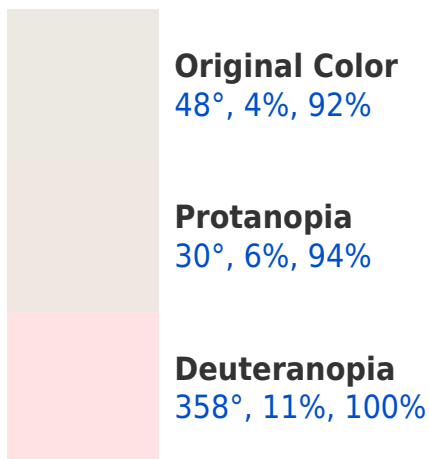 Original Color
48°, 4%, 92%
Protanopia
30°, 6%, 94%
Deuteranopia
358°, 11%, 100%